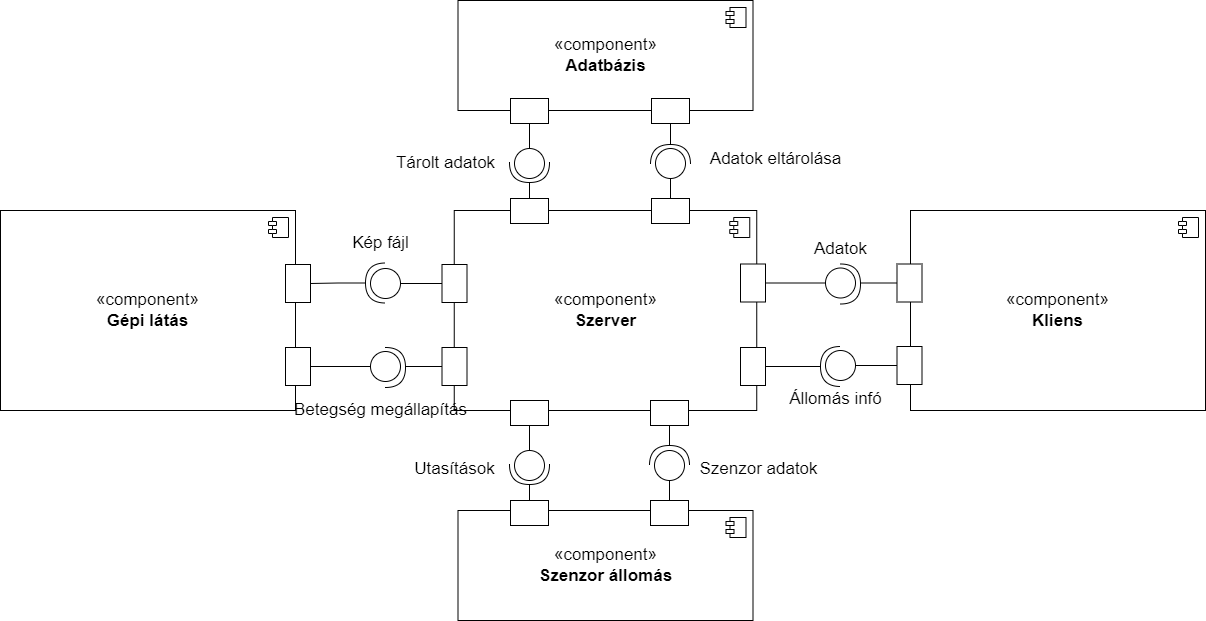 «component»
Adatbázis
Tárolt adatok
Adatok eltárolása
Kép fájl
Adatok
«component»
Gépi látás
«component»
Szerver
«component»
Kliens
Betegség megállapítás
Állomás infó
Utasítások
Szenzor adatok
«component»
Szenzor állomás